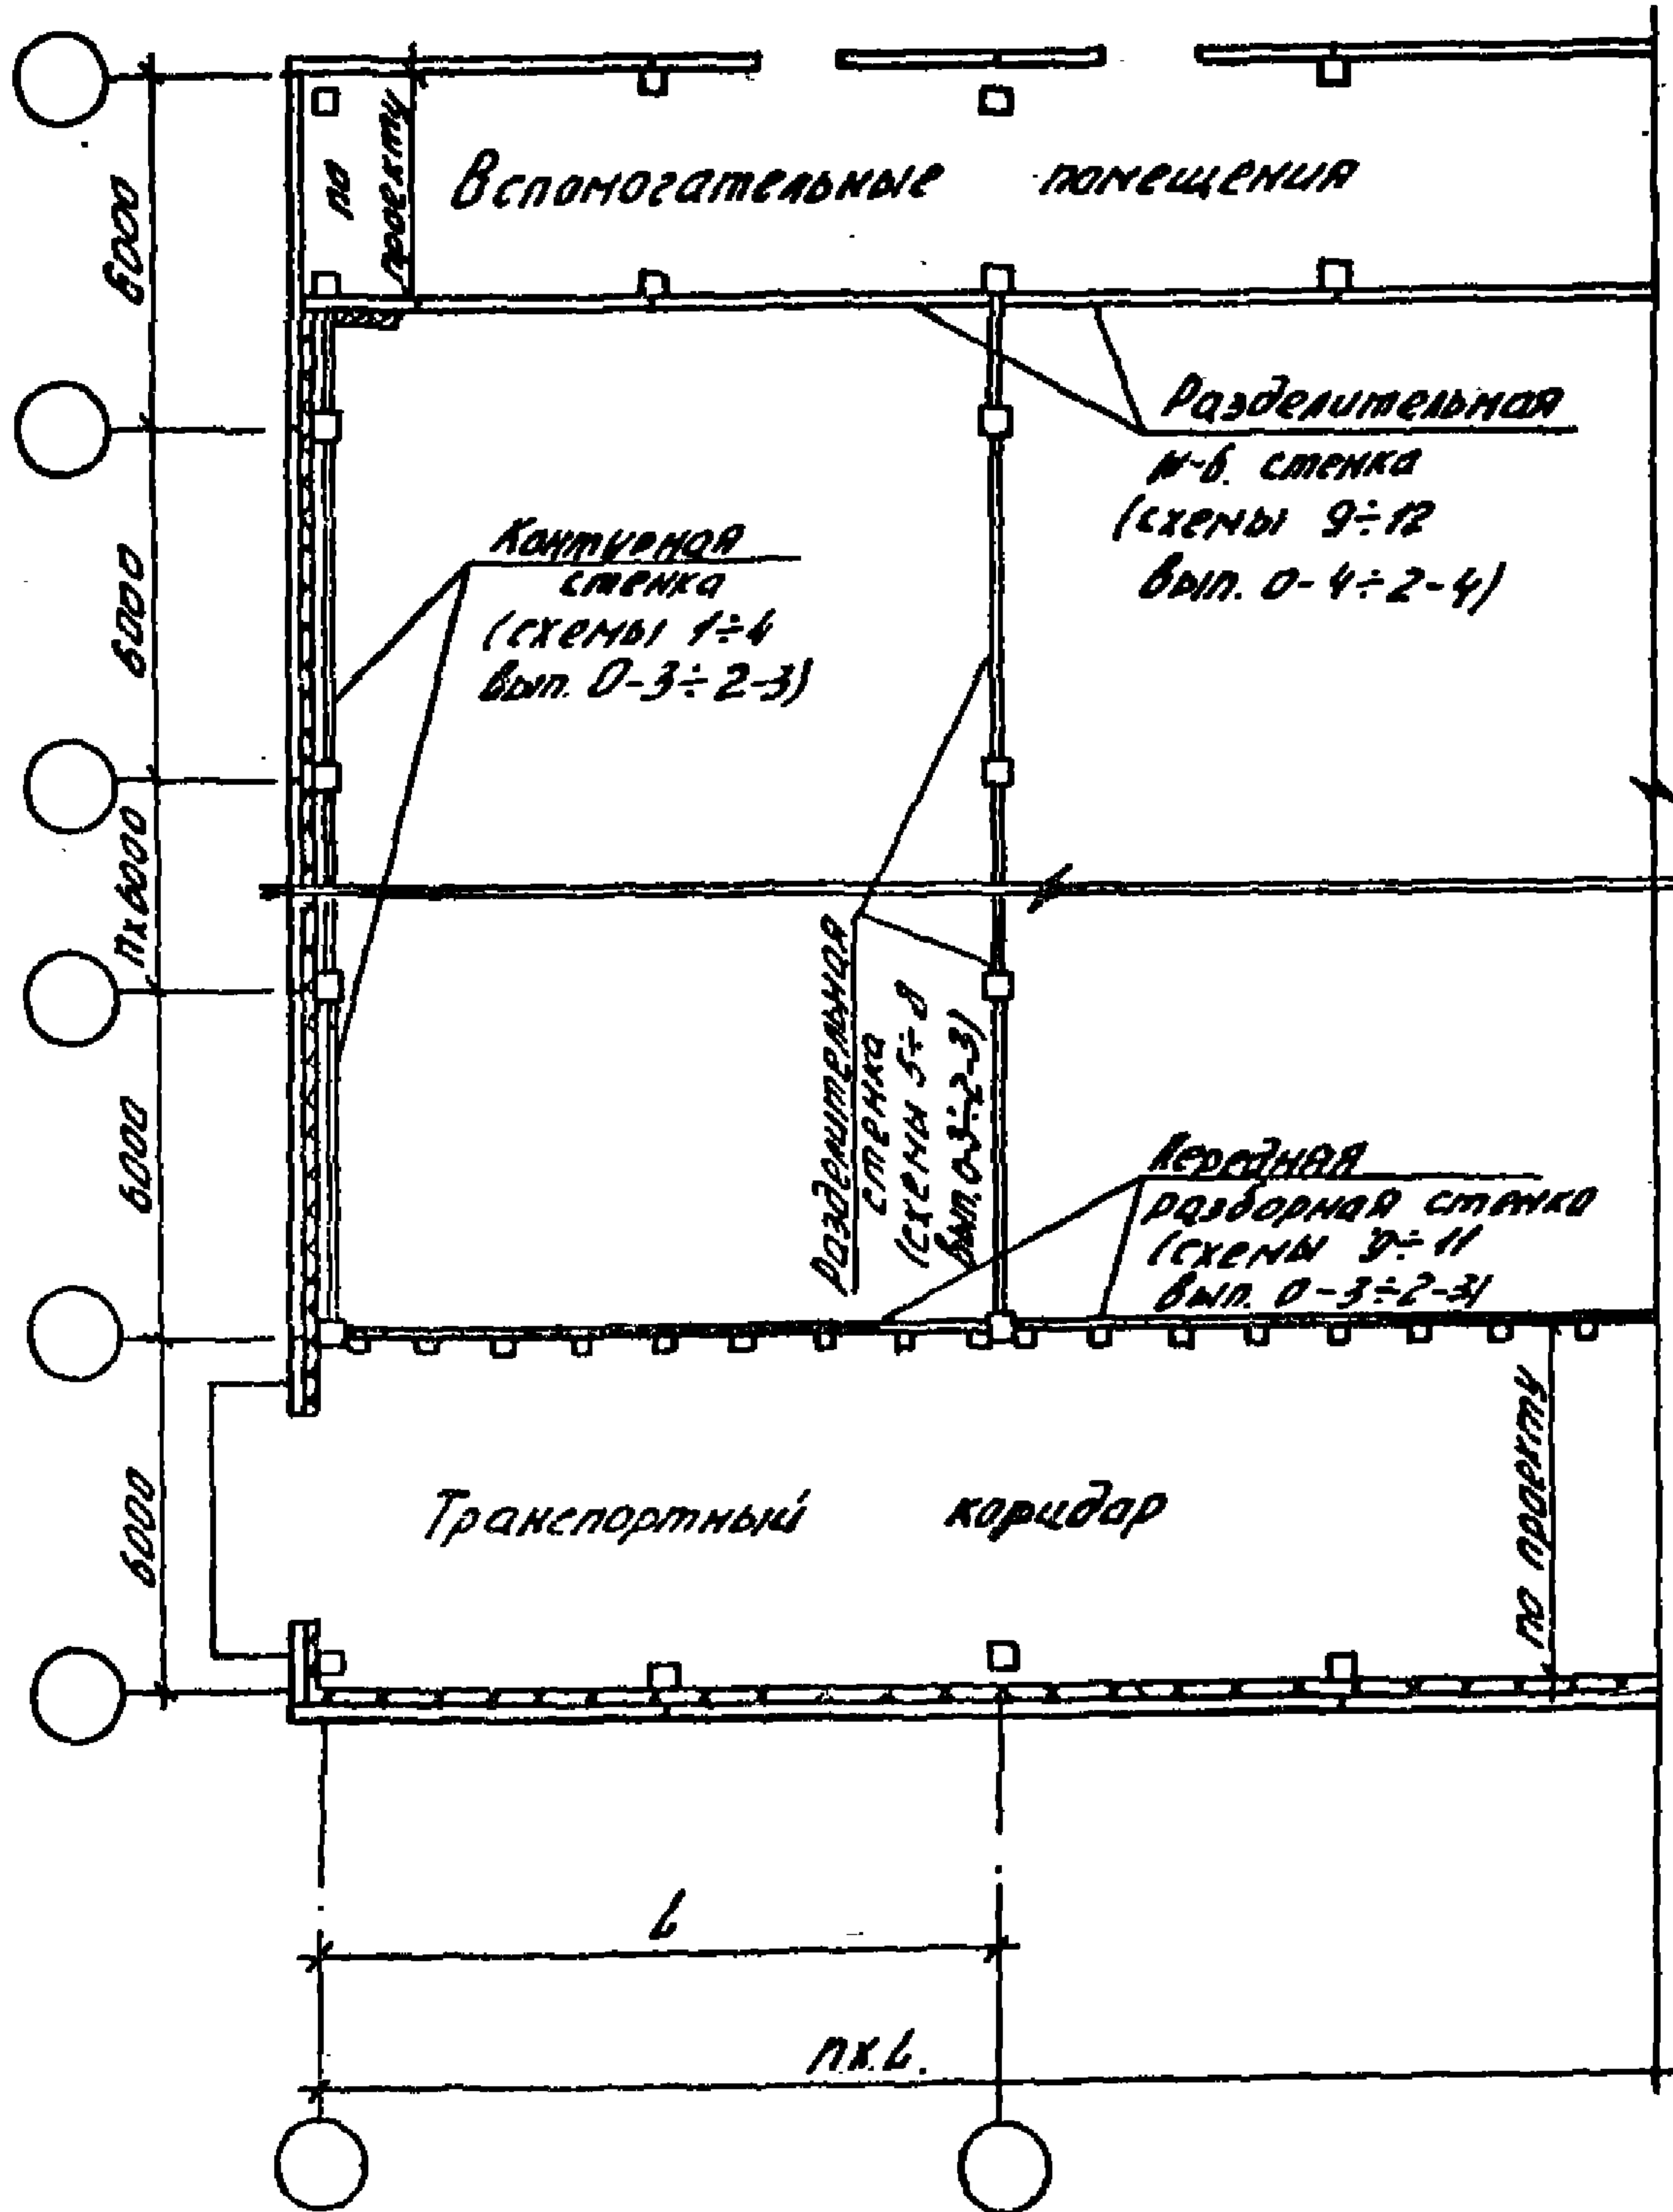 Вспомогательные помещения
по
проекту
6000
Разделительная
ж-б. стенка
(схемы 9÷12
вып. 0-4÷2-4)
Контурная
стенка
(схемы 1÷4
вып. 0-3÷2-3)
6000
пх6000
Разделительная
стенка
(схемы 5÷8
вып. 0-3÷2-3)
6000
Передняя
разборная стенка
(схемы 9÷11
вып. 0-3÷2-3)
6000
Транспортный коридор
по проекту
L
пхL.